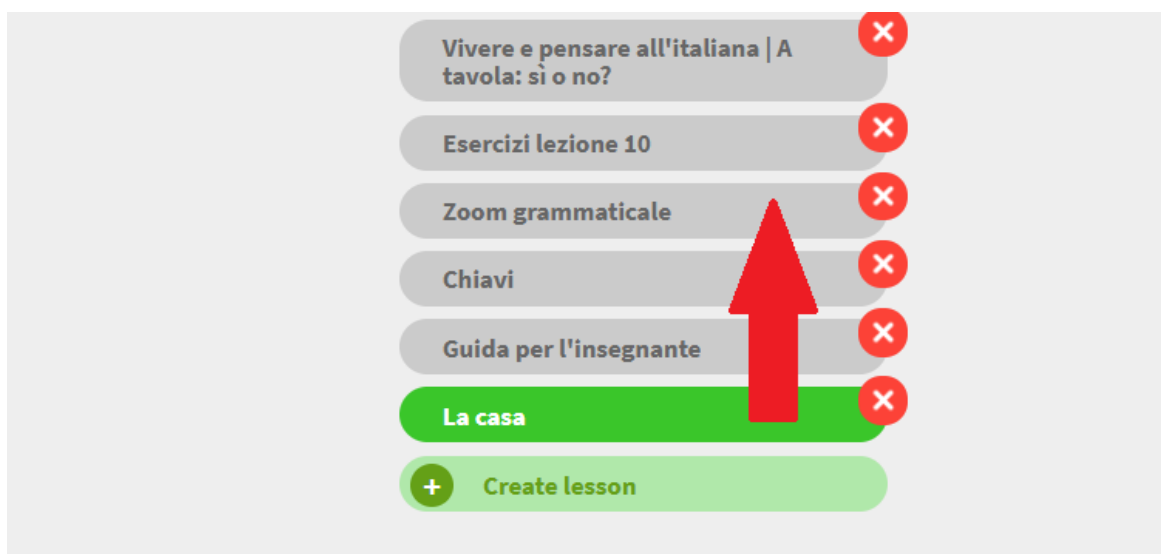 Vivere e pensare all'italiana | A
tavola: sì o no?
Esercizi lezione 10
Zoom grammaticale
Chiavi
Guida per l'insegnante
La casa
+ Create lesson